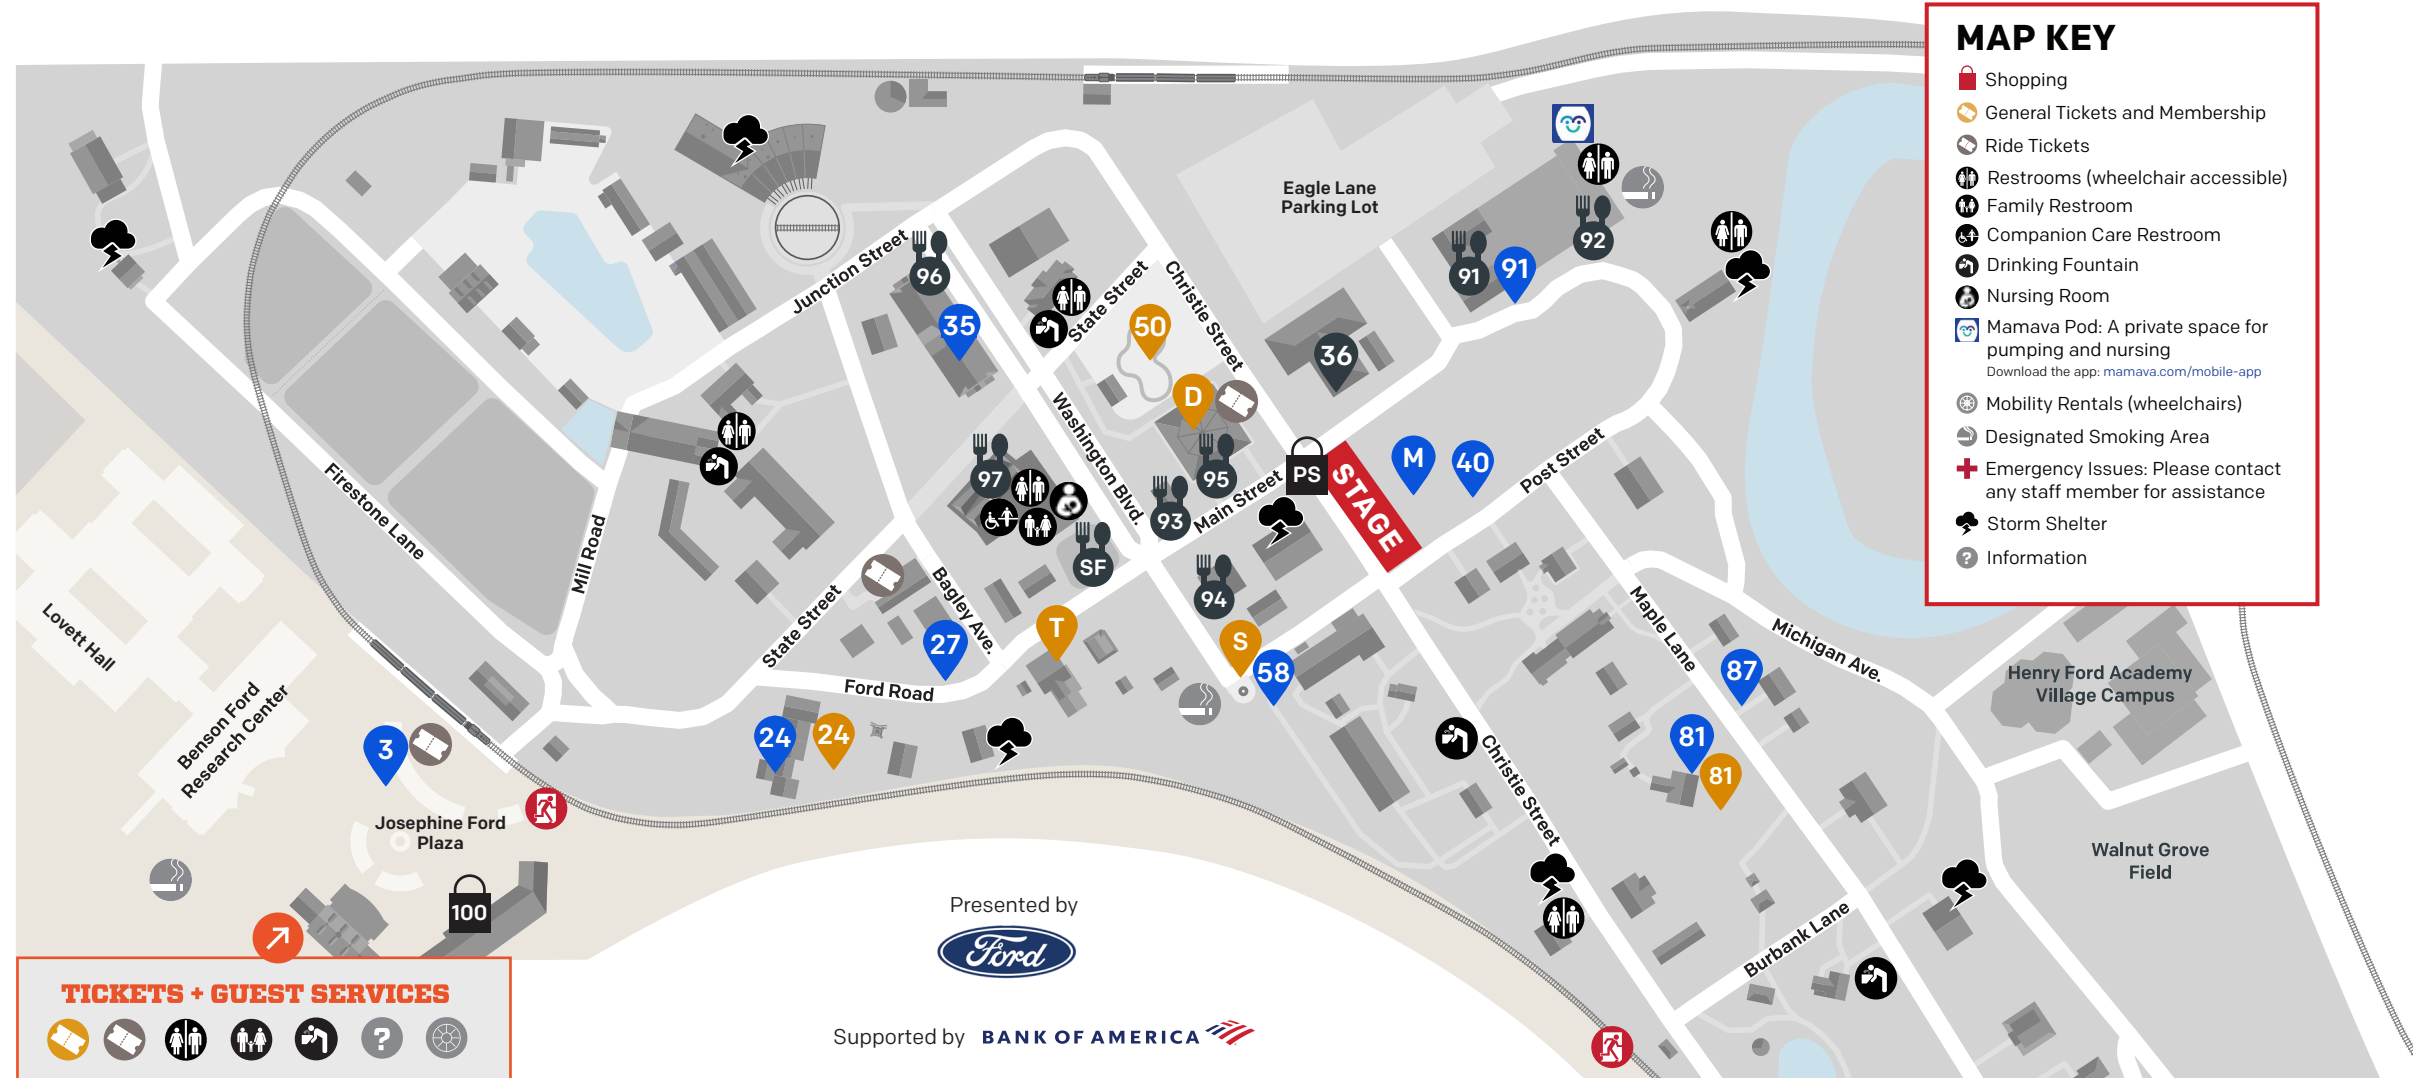 MAP KEY
Shopping
General Tickets and Membership
Ride Tickets
Restrooms (wheelchair accessible)
Family Restroom
Companion Care Restroom
Drinking Fountain
Nursing Room
Mamava Pod: A private space for
pumping and nursing
Download the app: mamava.com/mobile-app
Mobility Rentals (wheelchairs)
Designated Smoking Area
Emergency Issues: Please contact
any staff member for assistance
Storm Shelter
? Information
Eagle Lane
Parking Lot
92
91
91
96
35
Junction Street
State Street
Christie Street
50
36
D
95
Washington Blvd.
97
93
Main Street
PS
STAGE
M
40
Post Street
SF
94
Firestone Lane
Mill Road
State Street
Bagley Ave.
27
T
S
58
Ford Road
Maple Lane
Michigan Ave.
87
81
81
Henry Ford Academy
Village Campus
Lovett Hall
Benson Ford
Research Center
3
24
24
Christie Street
Josephine Ford
Plaza
100
Walnut Grove
Field
Burbank Lane
TICKETS + GUEST SERVICES
?
Presented by
Ford
Supported by BANK OF AMERICA